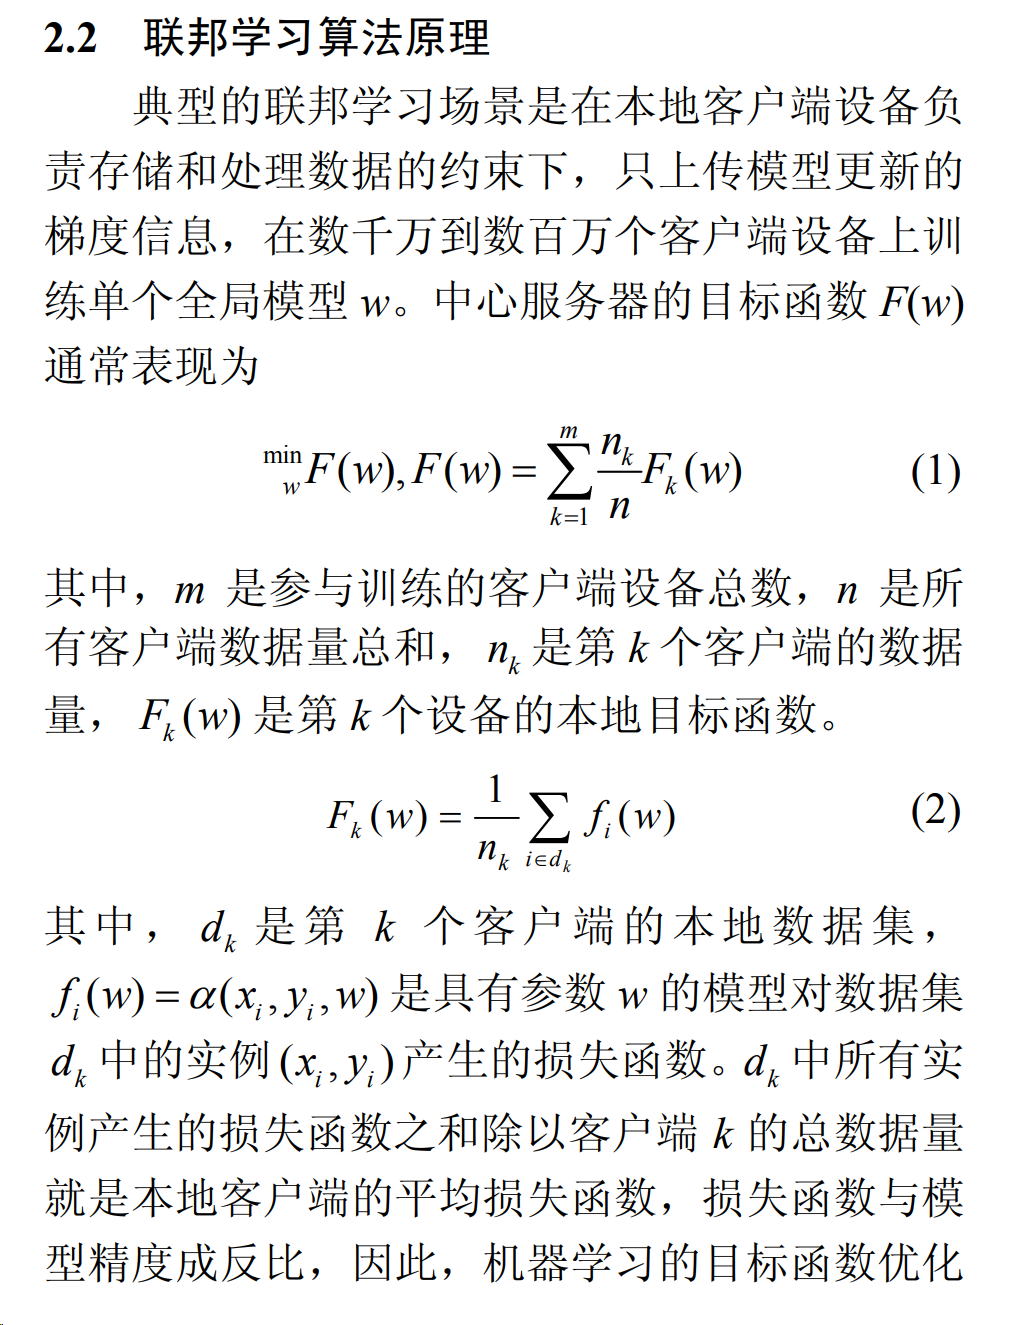 2.2 联邦学习算法原理
典型的联邦学习场景是在本地客户端设备负
责存储和处理数据的约束下，只上传模型更新的
梯度信息，在数千万到数百万个客户端设备上训
练单个全局模型 w。中心服务器的目标函数 F(w)
通常表现为
$\min_{w} F(w), F(w) = \sum_{k=1}^{m} \frac{n_k}{n} F_k(w)$ (1)
其中，m 是参与训练的客户端设备总数，n 是所
有客户端数据量总和，$n_k$ 是第 k 个客户端的数据
量，$F_k(w)$ 是第 k 个设备的本地目标函数。
$F_k(w) = \frac{1}{n_k} \sum_{i \in d_k} f_i(w)$ (2)
其中，$d_k$ 是第 k 个客户端的本地数据集，
$f_i(w) = \alpha(x_i, y_i, w)$ 是具有参数 w 的模型对数据集
$d_k$ 中的实例 $(x_i, y_i)$ 产生的损失函数。$d_k$ 中所有实
例产生的损失函数之和除以客户端 k 的总数据量
就是本地客户端的平均损失函数，损失函数与模
型精度成反比，因此，机器学习的目标函数优化